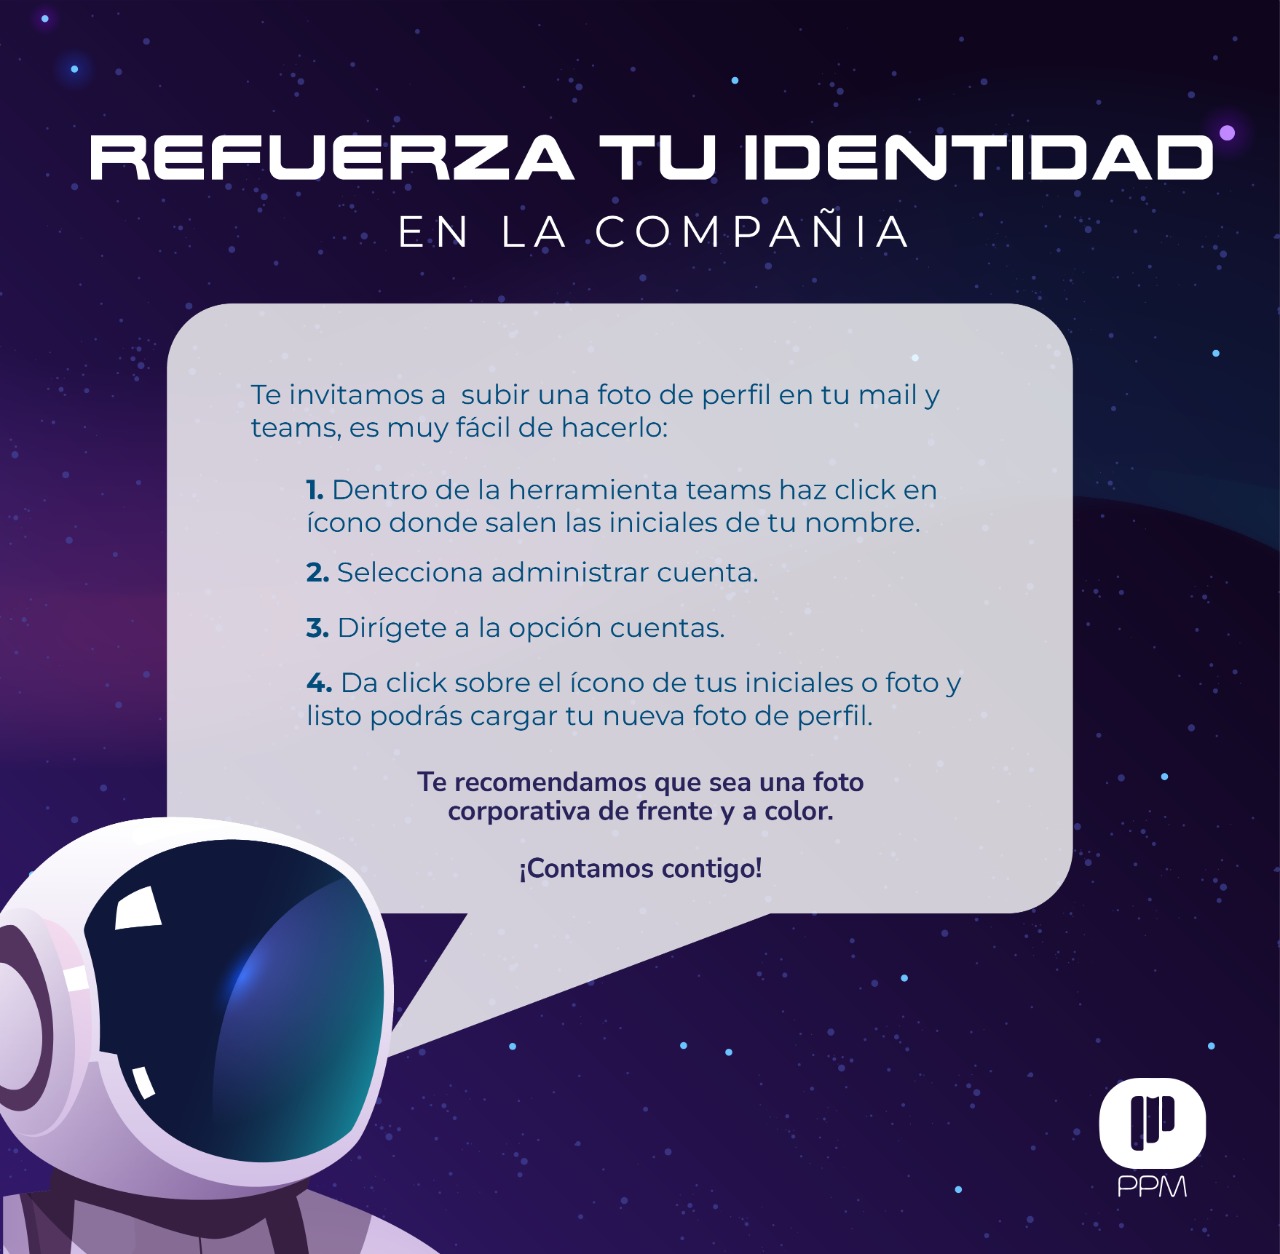 REFUERZA TU IDENTIDAD
EN LA COMPAÑIA
Te invitamos a  subir una foto de perfil en tu mail y
teams, es muy fácil de hacerlo:
1. Dentro de la herramienta teams haz click en
ícono donde salen las iniciales de tu nombre.
2. Selecciona administrar cuenta.
3. Dirígete a la opción cuentas.
4. Da click sobre el ícono de tus iniciales o foto y
listo podrás cargar tu nueva foto de perfil.
Te recomendamos que sea una foto
corporativa de frente y a color.
¡Contamos contigo!
PPM